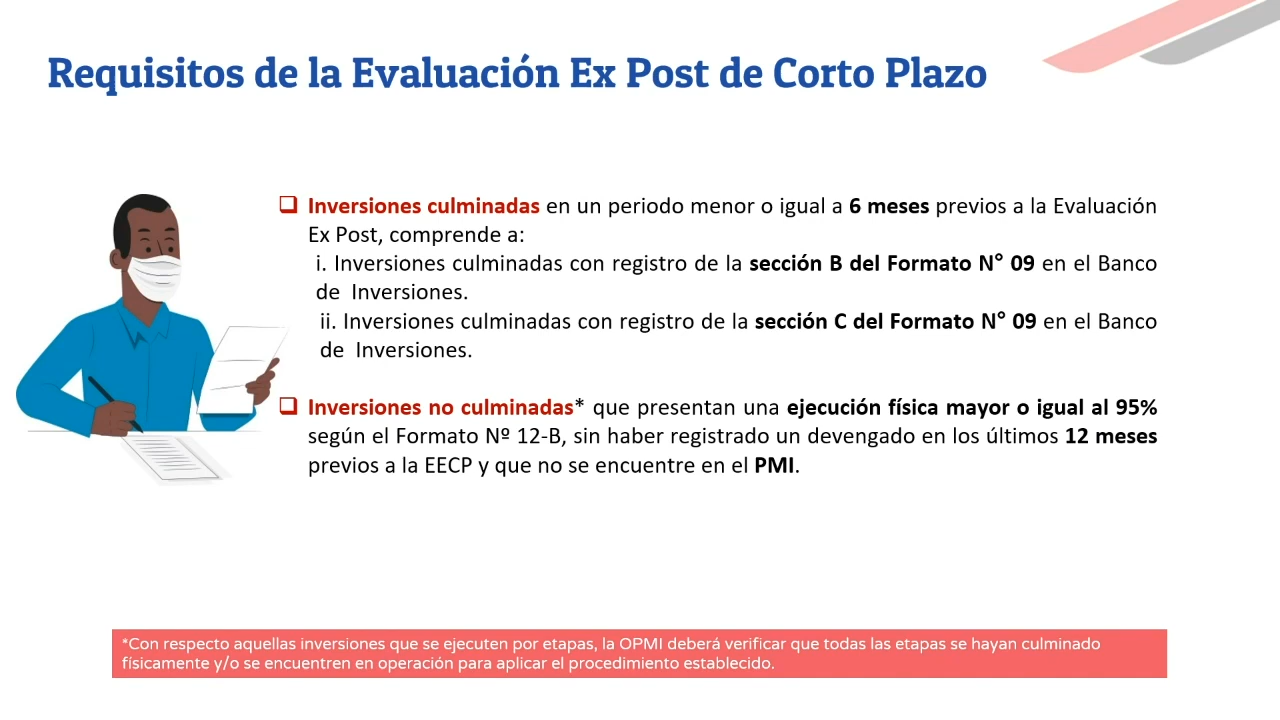 Requisitos de la Evaluación Ex Post de Corto Plazo
❑ Inversiones culminadas en un periodo menor o igual a 6 meses previos a la Evaluación
Ex Post, comprende a:
i. Inversiones culminadas con registro de la sección B del Formato N° 09 en el Banco
de Inversiones.
ii. Inversiones culminadas con registro de la sección C del Formato N° 09 en el Banco
de Inversiones.
❑ Inversiones no culminadas* que presentan una ejecución física mayor o igual al 95%
según el Formato Nº 12-B, sin haber registrado un devengado en los últimos 12 meses
previos a la EECP y que no se encuentre en el PMI.
*Con respecto aquellas inversiones que se ejecuten por etapas, la OPMI deberá verificar que todas las etapas se hayan culminado
físicamente y/o se encuentren en operación para aplicar el procedimiento establecido.